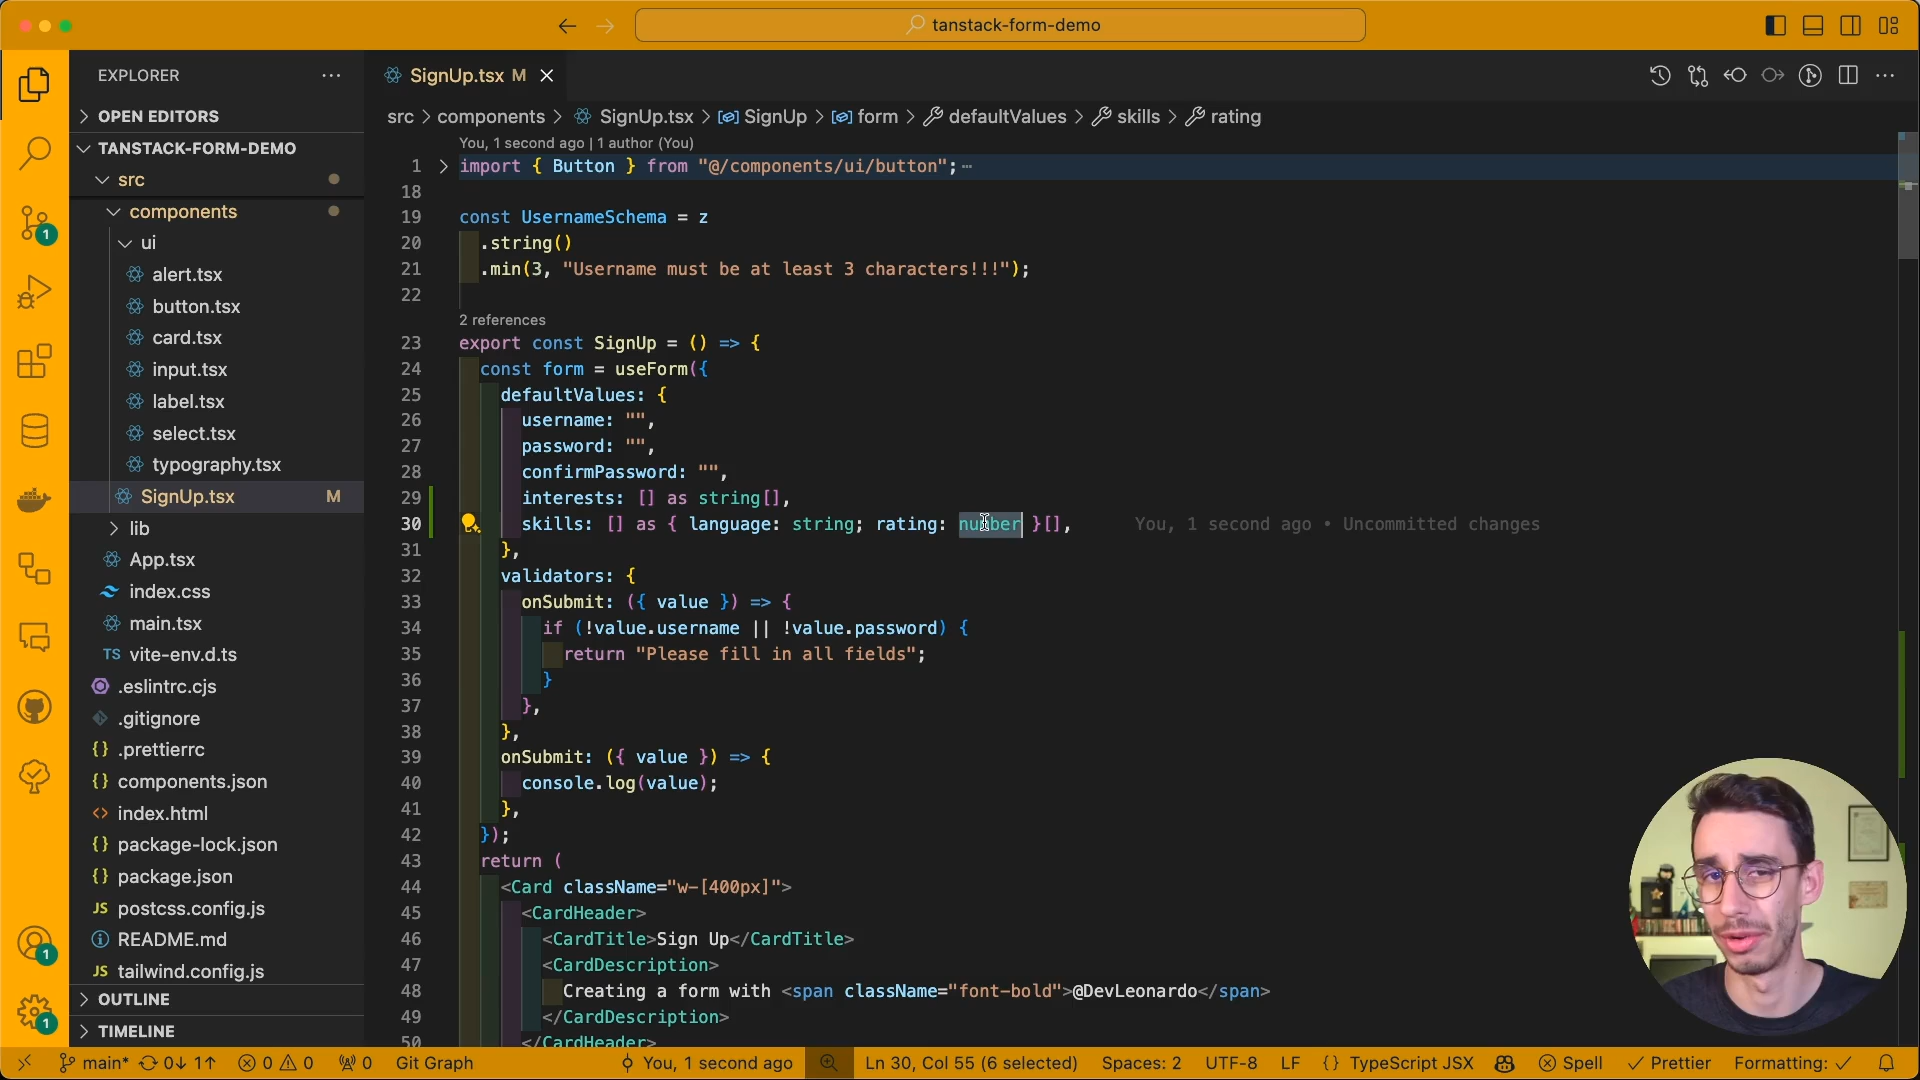 tanstack-form-demo
EXPLORER
OPEN EDITORS
TANSTACK-FORM-DEMO
src
components
ui
alert.tsx
button.tsx
card.tsx
input.tsx
label.tsx
select.tsx
typography.tsx
SignUp.tsx M
lib
App.tsx
index.css
main.tsx
TS vite-env.d.ts
.eslintrc.cjs
.gitignore
{} .prettierrc
{} components.json
<> index.html
{} package-lock.json
{} package.json
JS postcss.config.js
README.md
JS tailwind.config.js
OUTLINE
TIMELINE
1
1
1
SignUp.tsx M
src > components > SignUp.tsx > SignUp > form > defaultValues > skills > rating
You, 1 second ago | 1 author (You)
1 import { Button } from "@/components/ui/button";
18
19 const UsernameSchema = z
20 .string()
21 .min(3, "Username must be at least 3 characters!!!");
22
2 references
23 export const SignUp = () => {
24 const form = useForm({
25 defaultValues: {
26 username: "",
27 password: "",
28 confirmPassword: "",
29 interests: [] as string[],
30 skills: [] as { language: string; rating: number }[], You, 1 second ago • Uncommitted changes
31 },
32 validators: {
33 onSubmit: ({ value }) => {
34 if (!value.username || !value.password) {
35 return "Please fill in all fields";
36 }
37 },
38 },
39 onSubmit: ({ value }) => {
40 console.log(value);
41 },
42 });
43 return (
44 <Card className="w-[400px]">
45 <CardHeader>
46 <CardTitle>Sign Up</CardTitle>
47 <CardDescription>
48 Creating a form with <span className="font-bold">@DevLeonardo</span>
49 </CardDescription>
50 </CardHeader>
main* 0↓ 1↑ 0 0 0 Git Graph You, 1 second ago Ln 30, Col 55 (6 selected) Spaces: 2 UTF-8 LF {} TypeScript JSX Spell Prettier Formatting: ✓